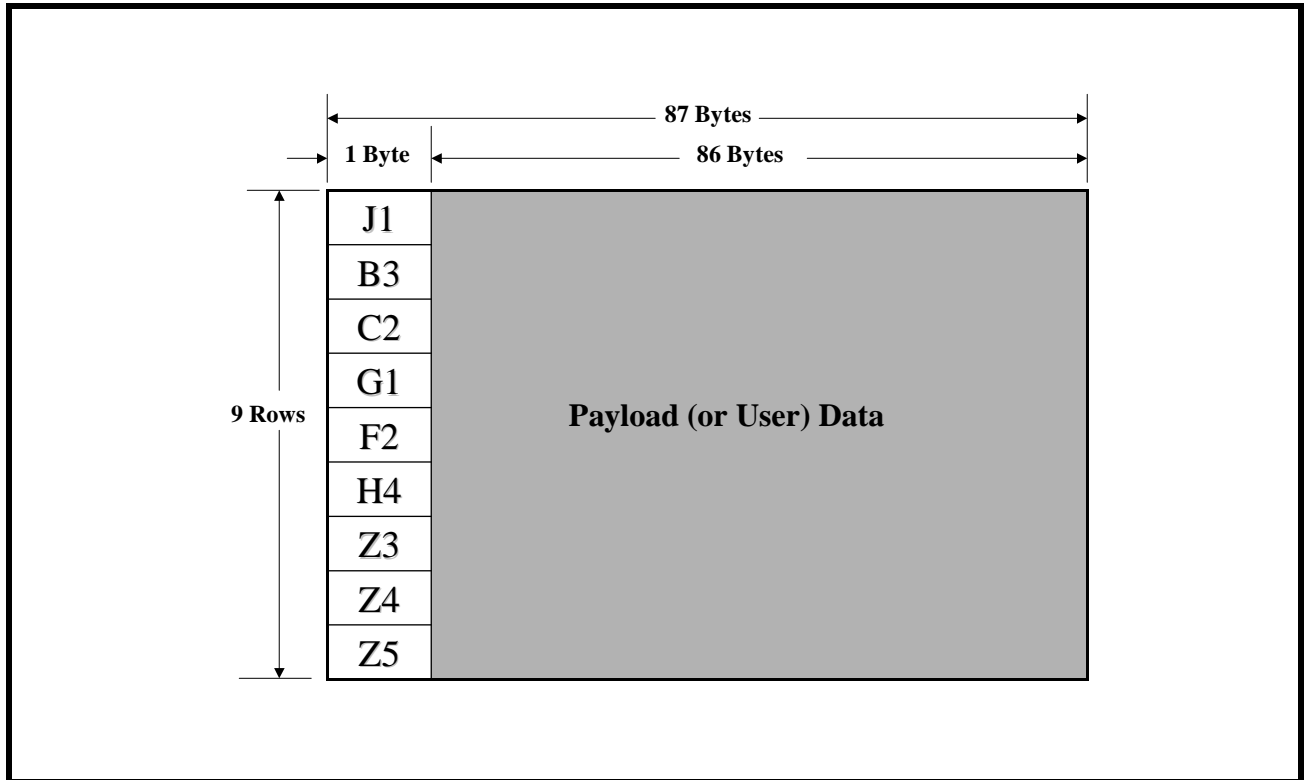 87 Bytes
1 Byte
86 Bytes
J1
B3
C2
G1
F2
H4
Z3
Z4
Z5
9 Rows
Payload (or User) Data